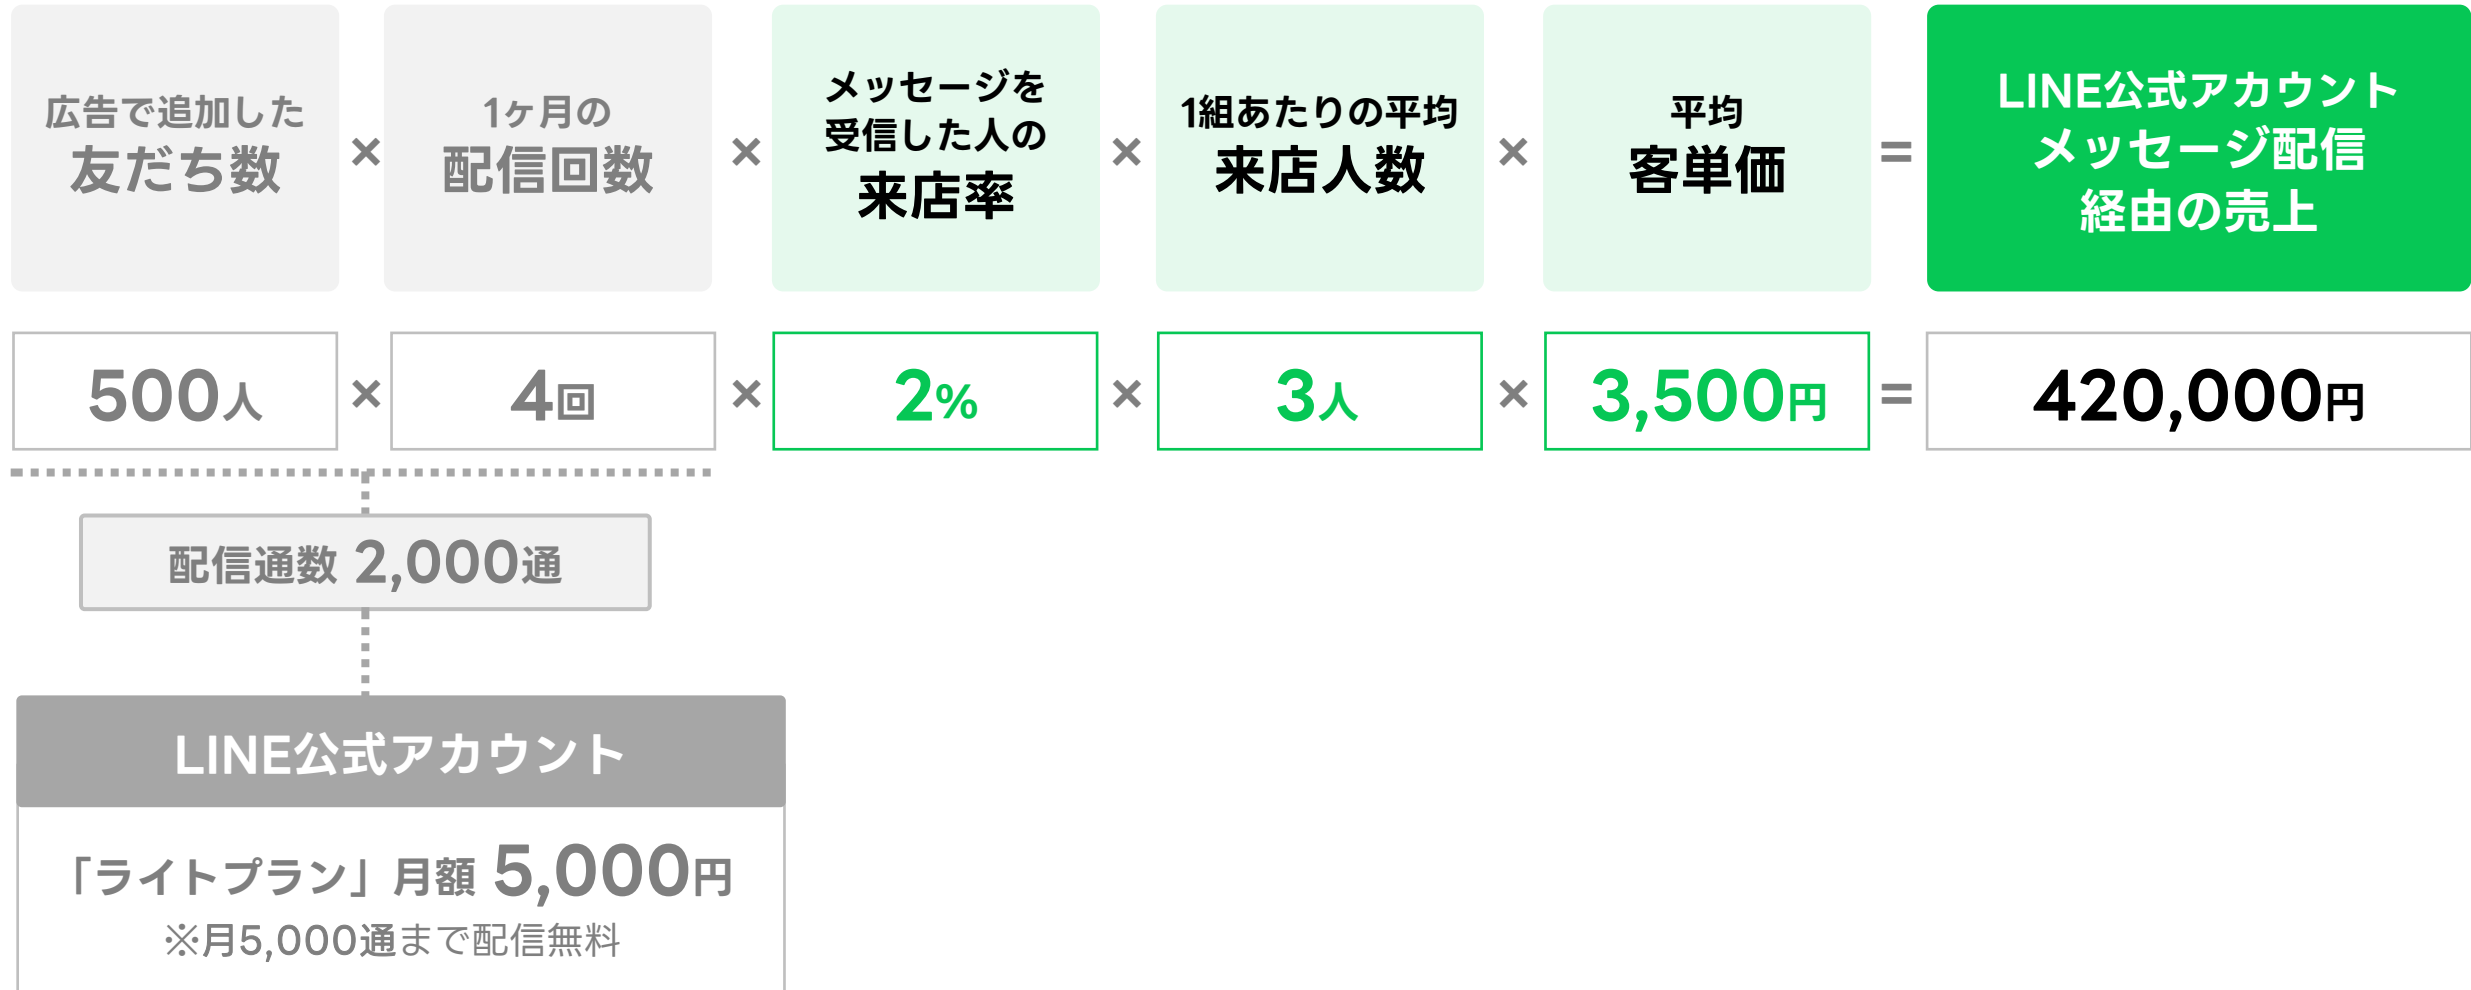 広告で追加した
友だち数
×
1ヶ月の
配信回数
×
メッセージを
受信した人の
来店率
×
1組あたりの平均
来店人数
×
平均
客単価
=
LINE公式アカウント
メッセージ配信
経由の売上
500人 × 4回 × 2% × 3人 × 3,500円 = 420,000円
配信通数 2,000通
LINE公式アカウント
「ライトプラン」月額 5,000円
※月5,000通まで配信無料